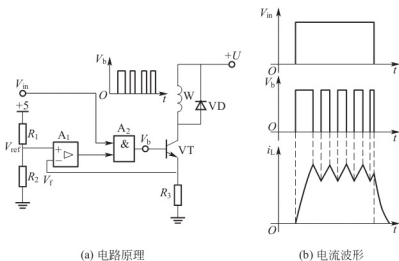 V_in
+5
R_1
V_ref
R_2
+
−
A_1
▷
V_f
V_b
O
t
A_2
&
V_b
W
VD
+U
VT
R_3
V_in
O
t
V_b
O
t
i_L
O
t
(a) 电路原理
(b) 电流波形